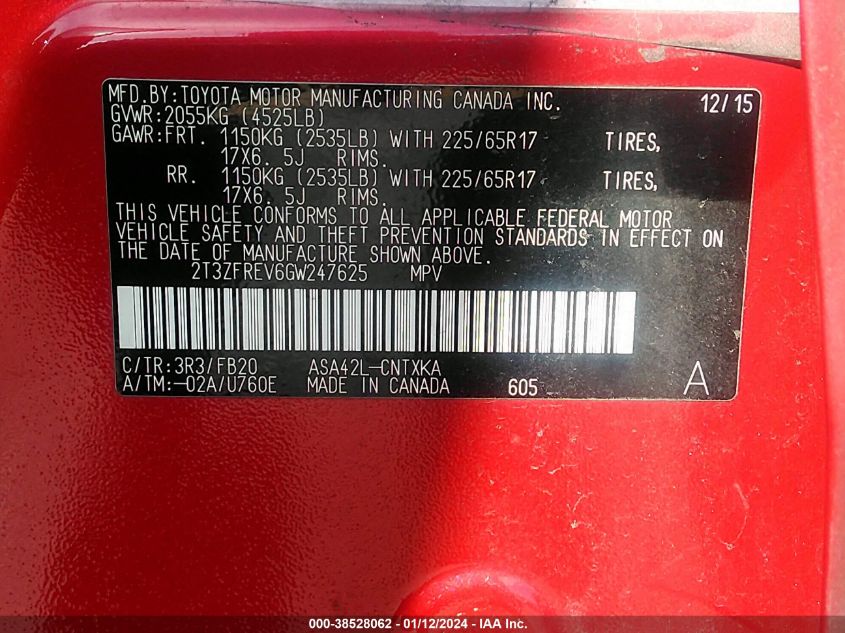 MFD.BY:TOYOTA MOTOR MANUFACTURING CANADA INC. 12/15
GVWR:2055KG (4525LB)
GAWR:FRT. 1150KG (2535LB) WITH 225/65R17 TIRES,
17X6. 5J RIMS.
RR. 1150KG (2535LB) WITH 225/65R17 TIRES,
17X6. 5J RIMS.
THIS VEHICLE CONFORMS TO ALL APPLICABLE FEDERAL MOTOR
VEHICLE SAFETY AND THEFT PREVENTION STANDARDS IN EFFECT ON
THE DATE OF MANUFACTURE SHOWN ABOVE.
2T3ZFREV6GW247625 MPV
C/TR:3R3/FB20 ASA42L-CNTXKA
A/TM:-02A/U760E MADE IN CANADA 605 A
000-38528062 - 01/12/2024 - IAA Inc.